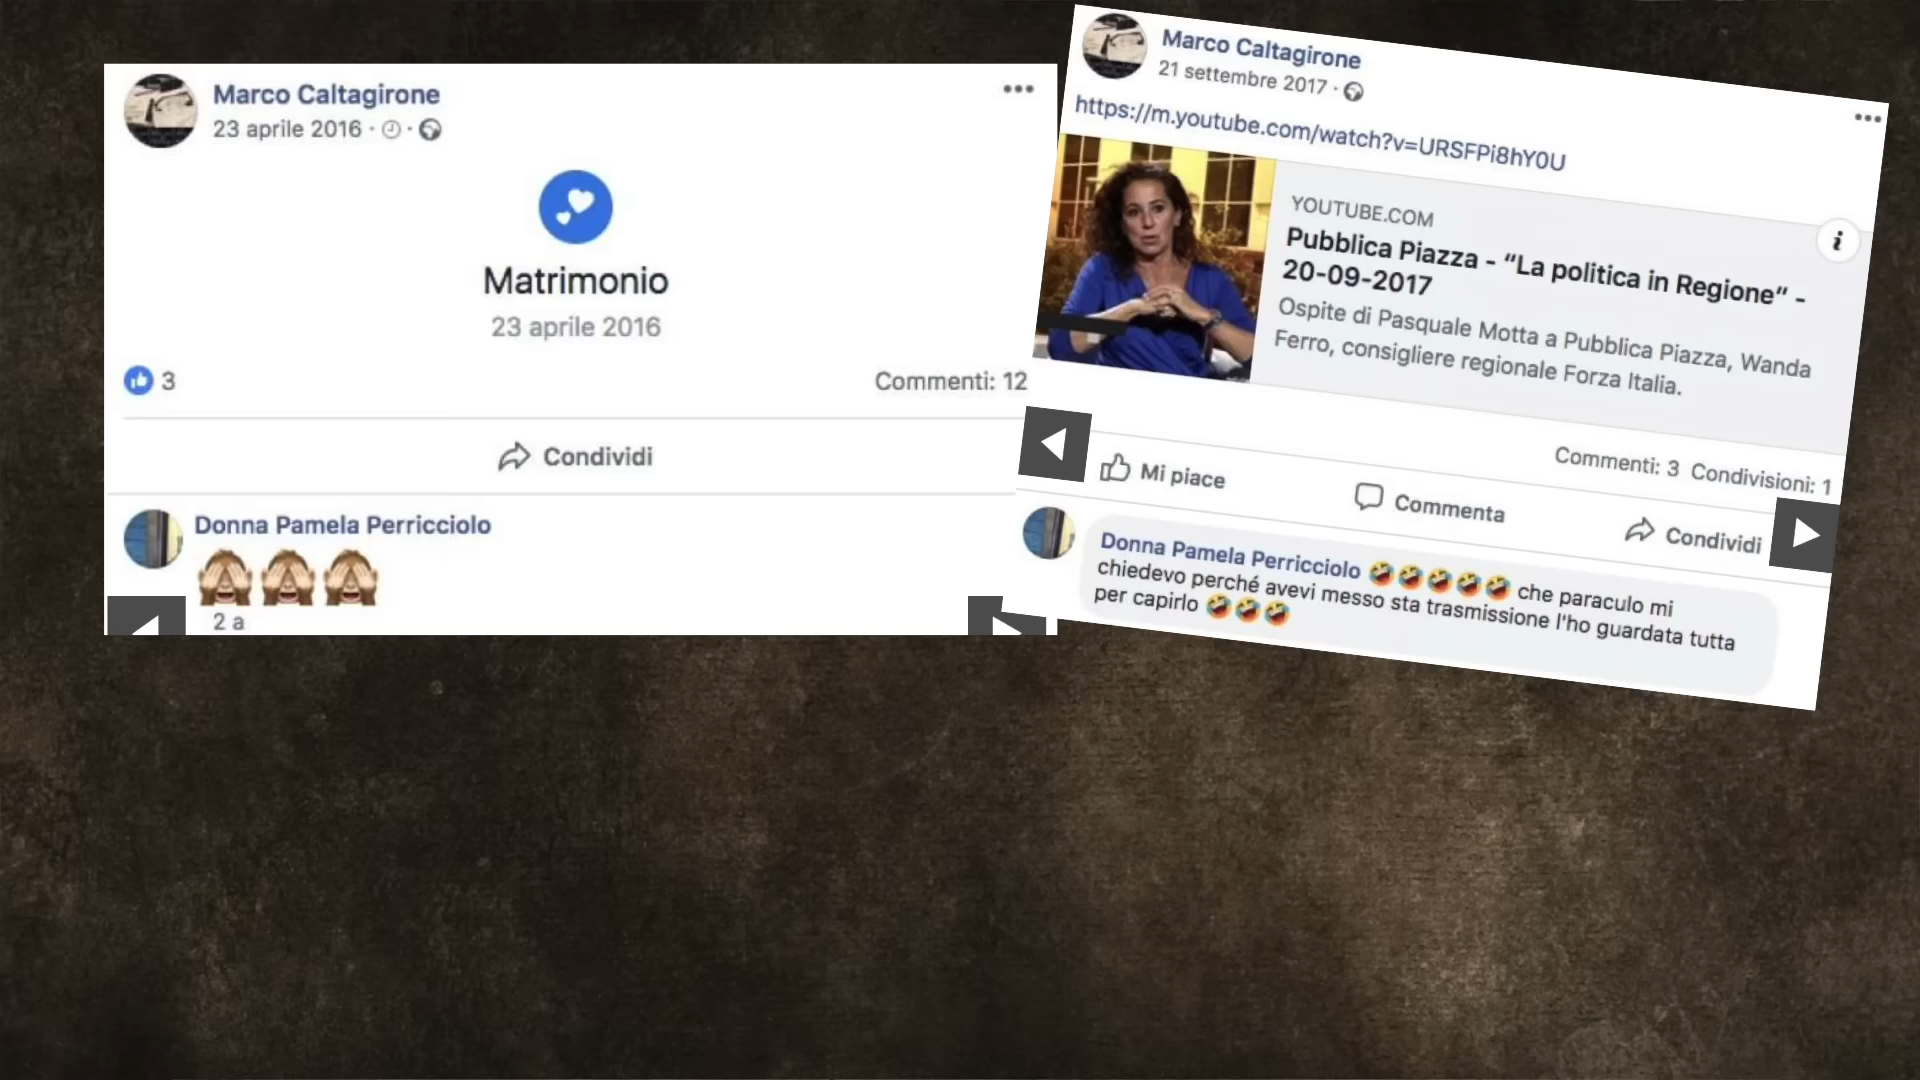 Marco Caltagirone
23 aprile 2016
Matrimonio
23 aprile 2016
3
Commenti: 12
Condividi
Donna Pamela Perricciolo
🙈🙈🙈
2 a
Marco Caltagirone
21 settembre 2017
https://m.youtube.com/watch?v=URSFPi8hY0U
YOUTUBE.COM
Pubblica Piazza - “La politica in Regione” -
20-09-2017
Ospite di Pasquale Motta a Pubblica Piazza, Wanda
Ferro, consigliere regionale Forza Italia.
Commenti: 3 Condivisioni: 1
Mi piace
Commenta
Condividi
Donna Pamela Perricciolo 🤣🤣🤣🤣🤣 che paraculo mi
chiedevo perché avevi messo sta trasmissione l'ho guardata tutta
per capirlo 🤣🤣🤣